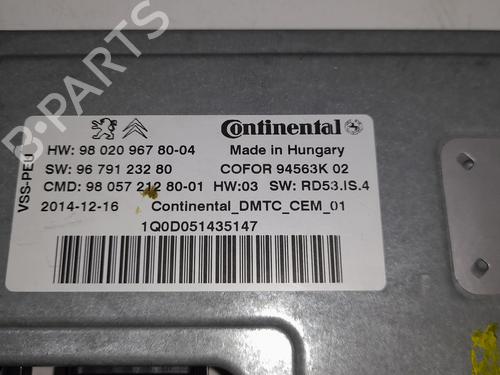 B-PARTS
Continental
HW: 98 020 967 80-04 Made in Hungary
SW: 96 791 232 80 COFOR 94563K 02
CMD: 98 057 212 80-01 HW:03 SW: RD53.IS.4
2014-12-16 Continental_DMTC_CEM_01
1Q0D051435147
VSS-PEU